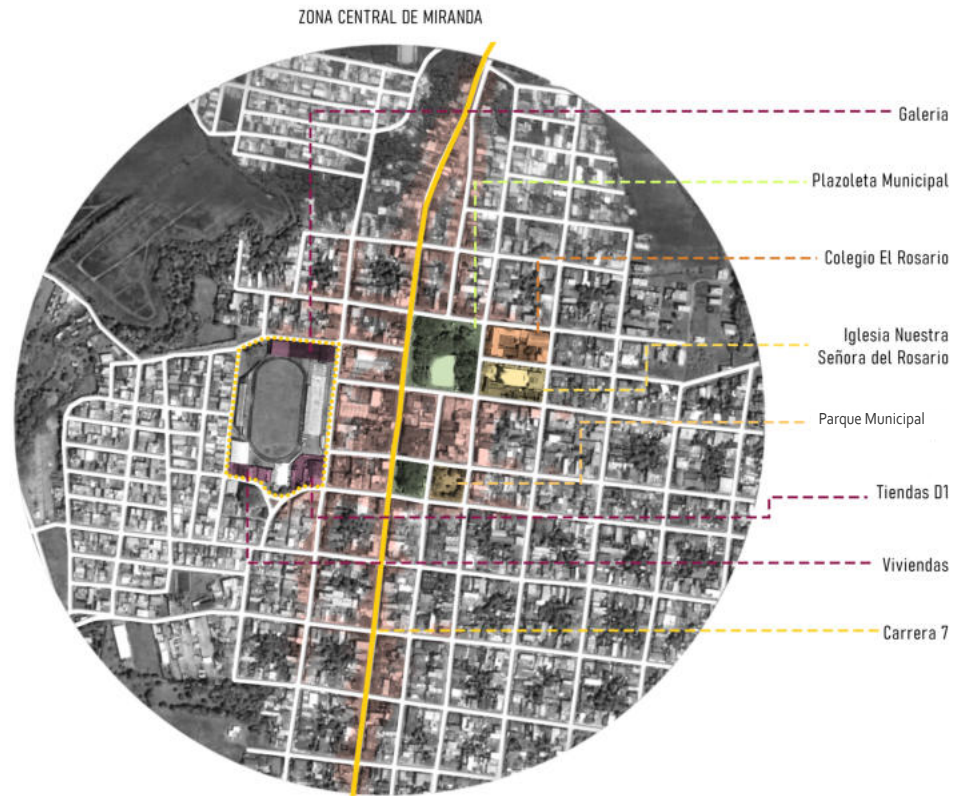 ZONA CENTRAL DE MIRANDA
Galeria
Plazoleta Municipal
Colegio El Rosario
Iglesia Nuestra
Señora del Rosario
Parque Municipal
Tiendas D1
Viviendas
Carrera 7